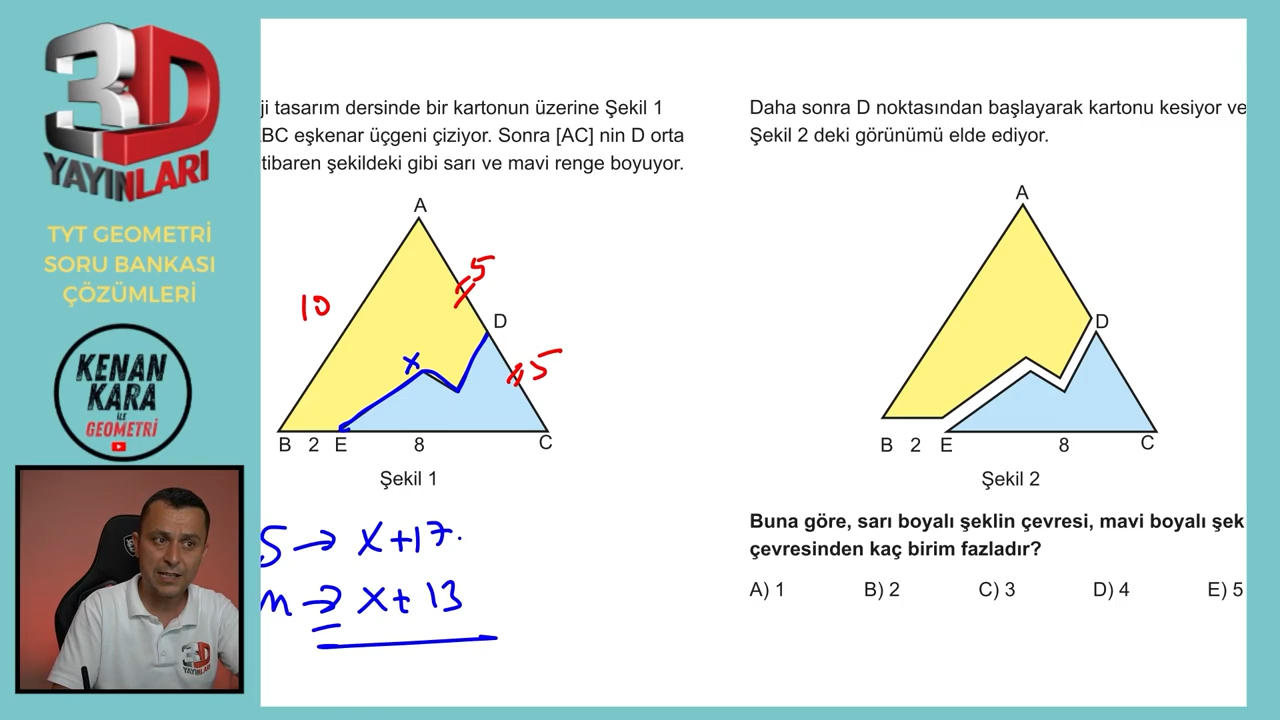 3D
YAYINLARI
TYT GEOMETRİ
SORU BANKASI
ÇÖZÜMLERİ
KENAN
KARA
İLE
GEOMETRİ
3D
YAYINLARI
ji tasarım dersinde bir kartonun üzerine Şekil 1
BC eşkenar üçgeni çiziyor. Sonra [AC] nin D orta
tibaren şekildeki gibi sarı ve mavi renge boyuyor.
A
5
10
D
x
5
B 2 E 8 C
Şekil 1
S → x+17
m → x+13
Daha sonra D noktasından başlayarak kartonu kesiyor ve
Şekil 2 deki görünümü elde ediyor.
A
D
B 2 E 8 C
Şekil 2
Buna göre, sarı boyalı şeklin çevresi, mavi boyalı şek
çevresinden kaç birim fazladır?
A) 1 B) 2 C) 3 D) 4 E) 5